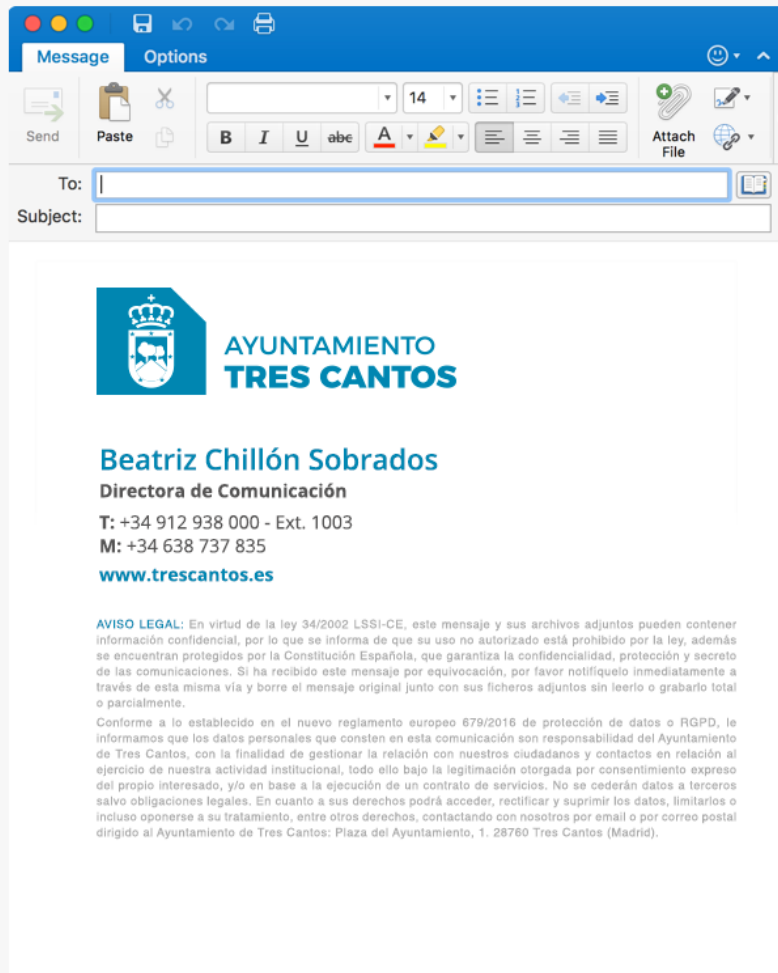 Message Options
Send
Paste
14
B I U abc A
Attach
File
To:
Subject:
AYUNTAMIENTO
TRES CANTOS
Beatriz Chillón Sobrados
Directora de Comunicación
T: +34 912 938 000 - Ext. 1003
M: +34 638 737 835
www.trescantos.es
AVISO LEGAL: En virtud de la ley 34/2002 LSSI-CE, este mensaje y sus archivos adjuntos pueden contener
información confidencial, por lo que se informa de que su uso no autorizado está prohibido por la ley, además
se encuentran protegidos por la Constitución Española, que garantiza la confidencialidad, protección y secreto
de las comunicaciones. Si ha recibido este mensaje por equivocación, por favor notifíquelo inmediatamente a
través de esta misma vía y borre el mensaje original junto con sus ficheros adjuntos sin leerlo o grabarlo total
o parcialmente.
Conforme a lo establecido en el nuevo reglamento europeo 679/2016 de protección de datos o RGPD, le
informamos que los datos personales que consten en esta comunicación son responsabilidad del Ayuntamiento
de Tres Cantos, con la finalidad de gestionar la relación con nuestros ciudadanos y contactos en relación al
ejercicio de nuestra actividad institucional, todo ello bajo la legitimación otorgada por consentimiento expreso
del propio interesado, y/o en base a la ejecución de un contrato de servicios. No se cederán datos a terceros
salvo obligaciones legales. En cuanto a sus derechos podrá acceder, rectificar y suprimir los datos, limitarlos o
incluso oponerse a su tratamiento, entre otros derechos, contactando con nosotros por email o por correo postal
dirigido al Ayuntamiento de Tres Cantos: Plaza del Ayuntamiento, 1. 28760 Tres Cantos (Madrid).